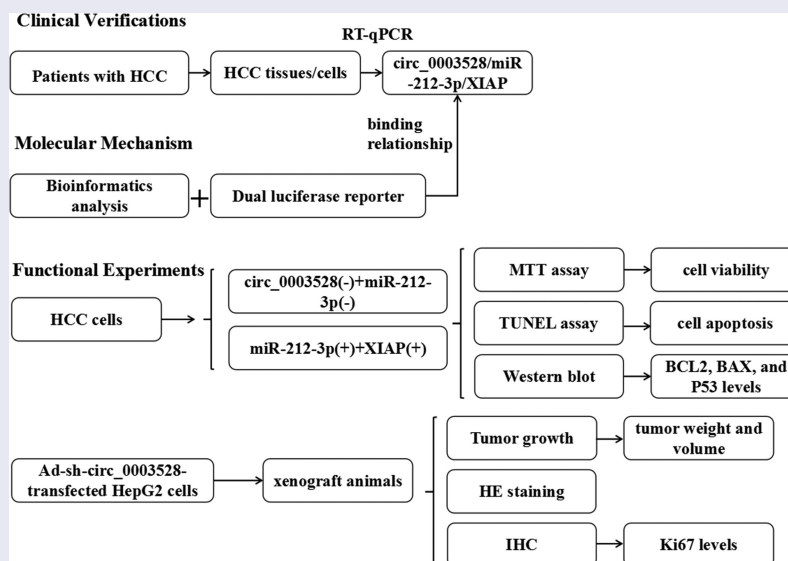 Clinical Verifications
RT-qPCR
Patients with HCC
HCC tissues/cells
circ_0003528/miR
-212-3p/XIAP
binding
relationship
Molecular Mechanism
Bioinformatics
analysis
+
Dual luciferase reporter
Functional Experiments
HCC cells
circ_0003528(-)+miR-212-
3p(-)
miR-212-3p(+)+XIAP(+)
MTT assay
cell viability
TUNEL assay
cell apoptosis
Western blot
BCL2, BAX, and
P53 levels
Ad-sh-circ_0003528-
transfected HepG2 cells
xenograft animals
Tumor growth
tumor weight and
volume
HE staining
IHC
Ki67 levels